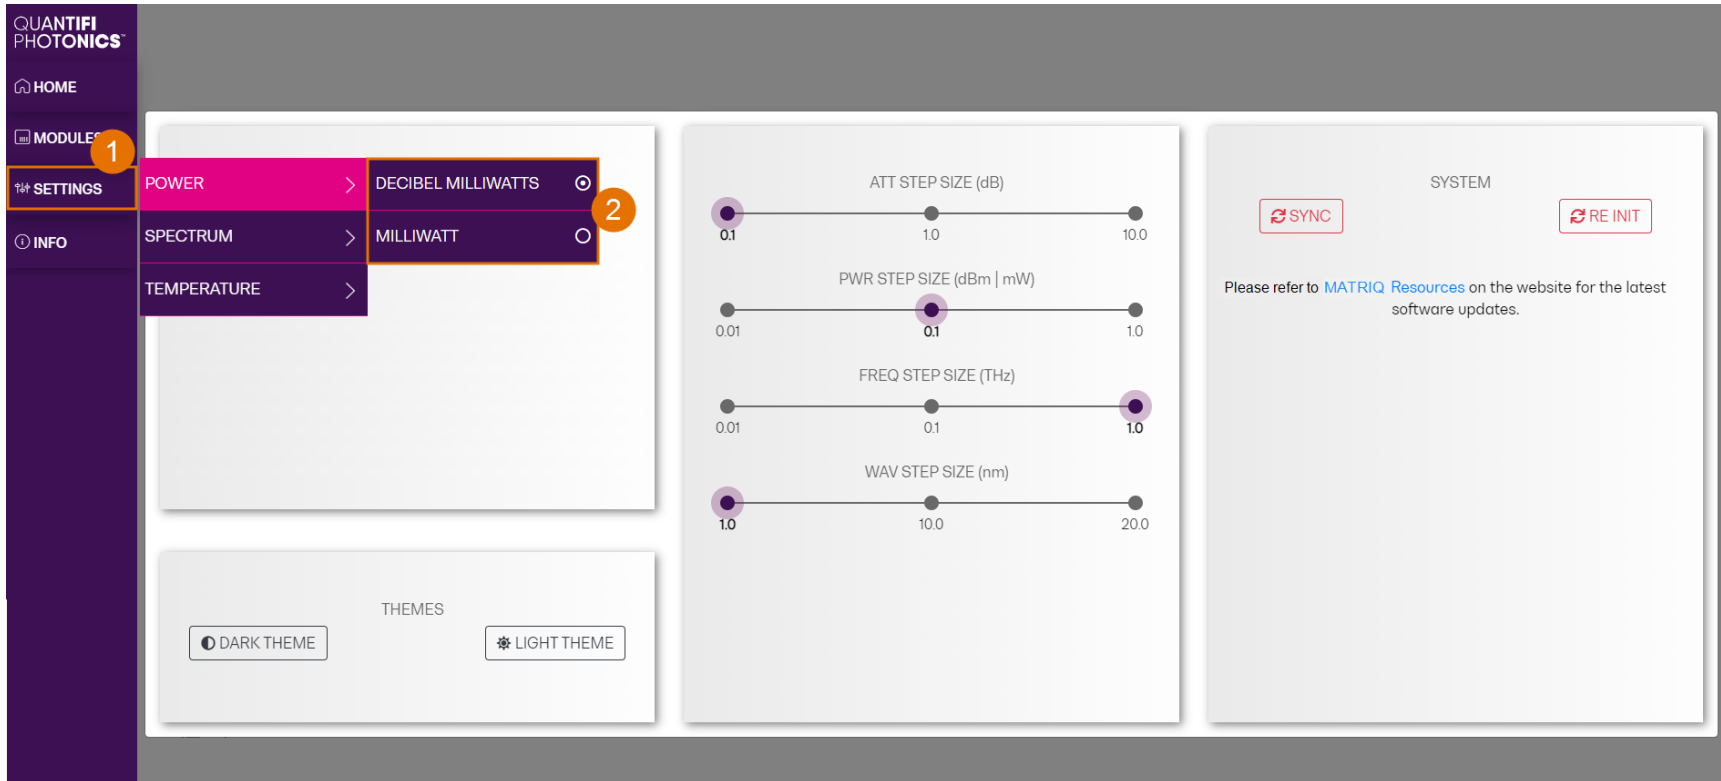 QUANTIFI
PHOTONICS™
HOME
MODULES
1
SETTINGS
INFO
POWER
SPECTRUM
TEMPERATURE
DECIBEL MILLIWATTS
MILLIWATT
2
THEMES
DARK THEME
LIGHT THEME
ATT STEP SIZE (dB)
0.1 1.0 10.0
PWR STEP SIZE (dBm | mW)
0.01 0.1 1.0
FREQ STEP SIZE (THz)
0.01 0.1 1.0
WAV STEP SIZE (nm)
1.0 10.0 20.0
SYSTEM
SYNC RE INIT
Please refer to MATRIQ Resources on the website for the latest
software updates.